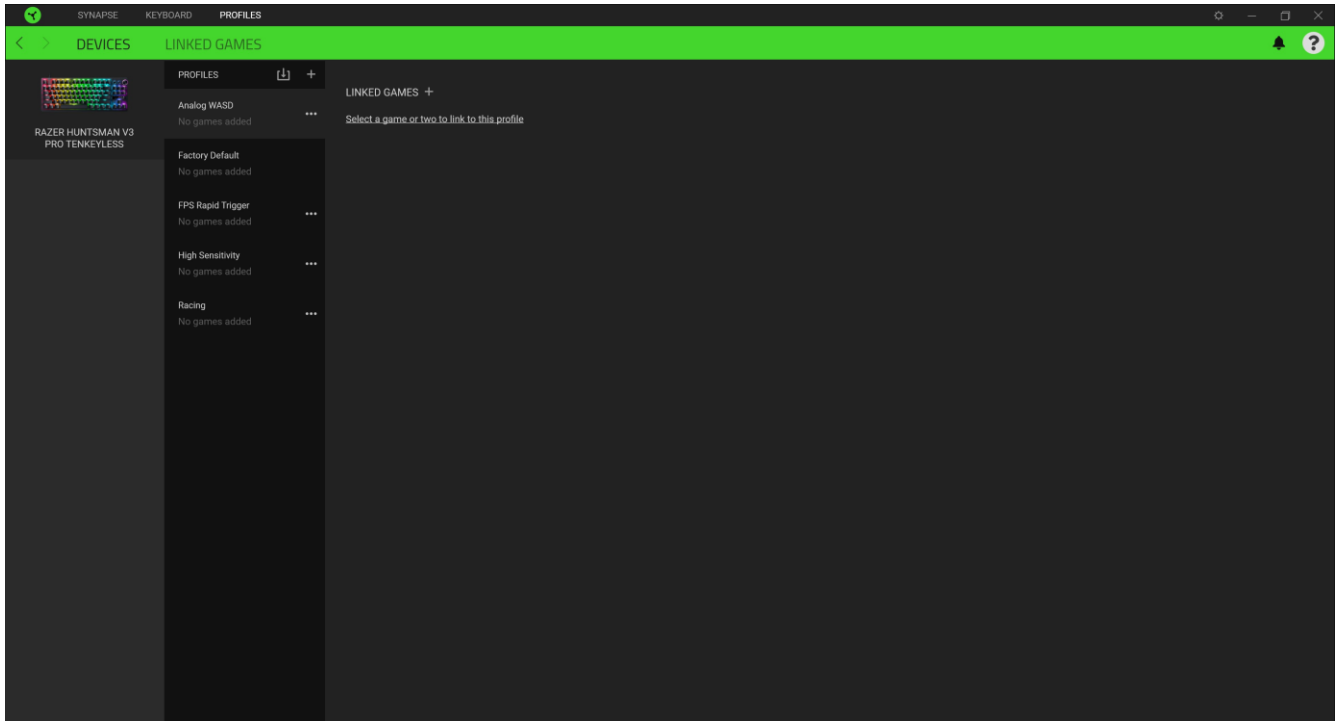 SYNAPSE KEYBOARD PROFILES
DEVICES LINKED GAMES
?
RAZER HUNTSMAN V3
PRO TENKEYLESS
PROFILES
Analog WASD
No games added
Factory Default
No games added
FPS Rapid Trigger
No games added
High Sensitivity
No games added
Racing
No games added
LINKED GAMES +
Select a game or two to link to this profile